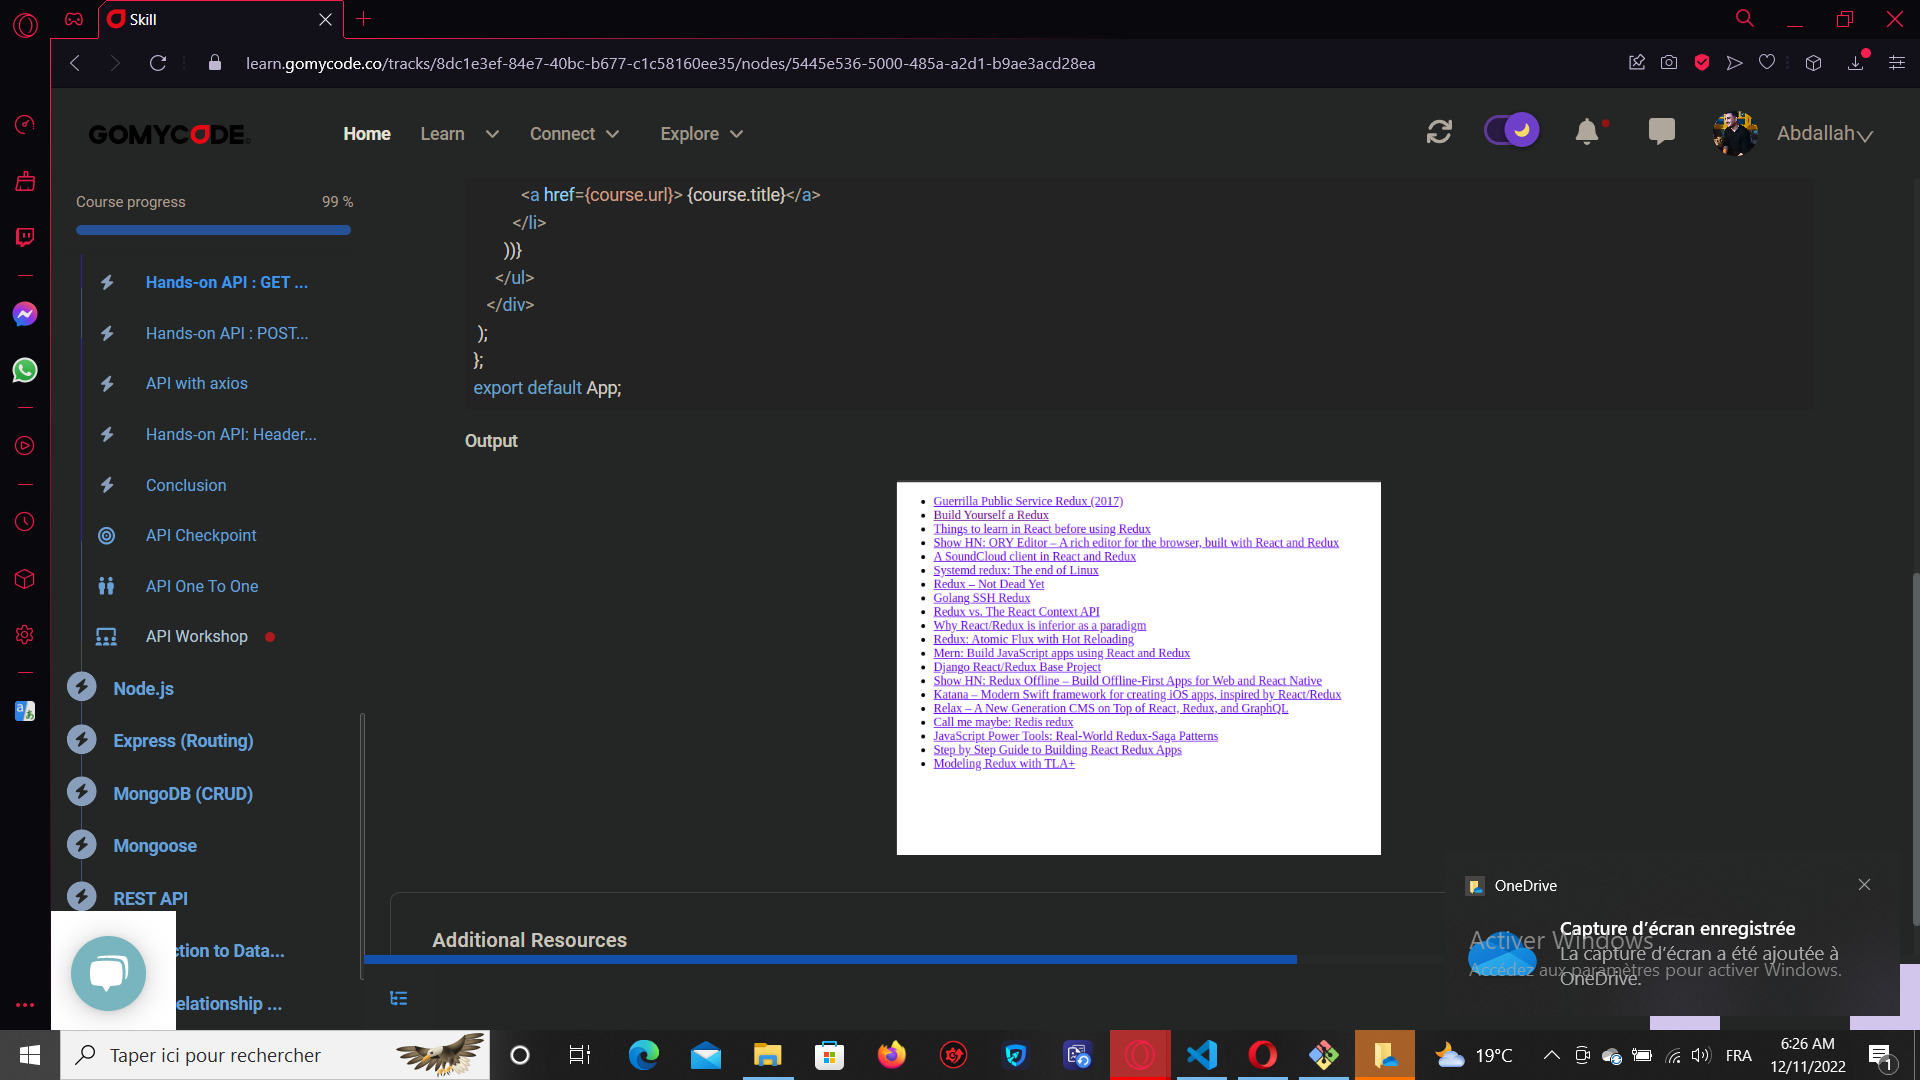 Skill
learn.gomycode.co/tracks/8dc1e3ef-84e7-40bc-b677-c1c58160ee35/nodes/5445e536-5000-485a-a2d1-b9ae3acd28ea
GOMYCODE
Home
Learn
Connect
Explore
Abdallah
Course progress
99 %
Hands-on API : GET ...
Hands-on API : POST...
API with axios
Hands-on API: Header...
Conclusion
API Checkpoint
API One To One
API Workshop
Node.js
Express (Routing)
MongoDB (CRUD)
Mongoose
REST API
ction to Data...
elationship ...
<a href={course.url}> {course.title}</a>
</li>
))}
</ul>
</div>
);
};
export default App;
Output
Guerrilla Public Service Redux (2017)
Build Yourself a Redux
Things to learn in React before using Redux
Show HN: ORY Editor – A rich editor for the browser, built with React and Redux
A SoundCloud client in React and Redux
Systemd redux: The end of Linux
Redux – Not Dead Yet
Golang SSH Redux
Redux vs. The React Context API
Why React/Redux is inferior as a paradigm
Redux: Atomic Flux with Hot Reloading
Mern: Build JavaScript apps using React and Redux
Django React/Redux Base Project
Show HN: Redux Offline – Build Offline-First Apps for Web and React Native
Katana – Modern Swift framework for creating iOS apps, inspired by React/Redux
Relax – A New Generation CMS on Top of React, Redux, and GraphQL
Call me maybe: Redis redux
JavaScript Power Tools: Real-World Redux-Saga Patterns
Step by Step Guide to Building React Redux Apps
Modeling Redux with TLA+
Additional Resources
OneDrive
Capture d'écran enregistrée
La capture d'écran a été ajoutée à
OneDrive.
Activer Windows
Accédez aux paramètres pour activer Windows.
Taper ici pour rechercher
19°C
FRA
6:26 AM
12/11/2022
1